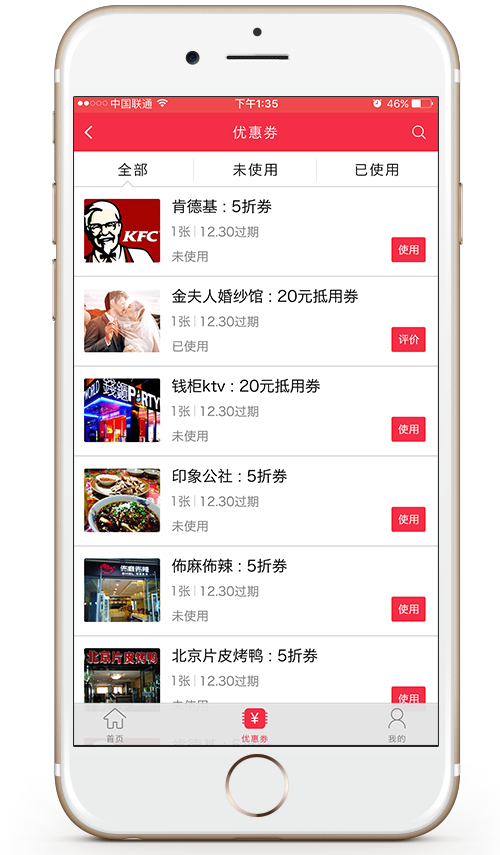 中国联通 下午1:35 46%
优惠券
全部 未使用 已使用
KFC
肯德基：5折券
1张 12.30过期
未使用
使用
金夫人婚纱馆：20元抵用券
1张 12.30过期
已使用
评价
WORLD 錢櫃 PARTY
钱柜ktv：20元抵用券
1张 12.30过期
未使用
使用
印象公社：5折券
1张 12.30过期
未使用
使用
佈麻佈辣
佈麻佈辣：5折券
1张 12.30过期
未使用
使用
北京片皮烤鸭
北京片皮烤鸭：5折券
1张 12.30过期
使用
¥
首页 优惠券 我的